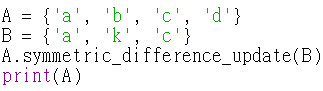 A = {'a', 'b', 'c', 'd'}
B = {'a', 'k', 'c'}
A.symmetric_difference_update(B)
print(A)